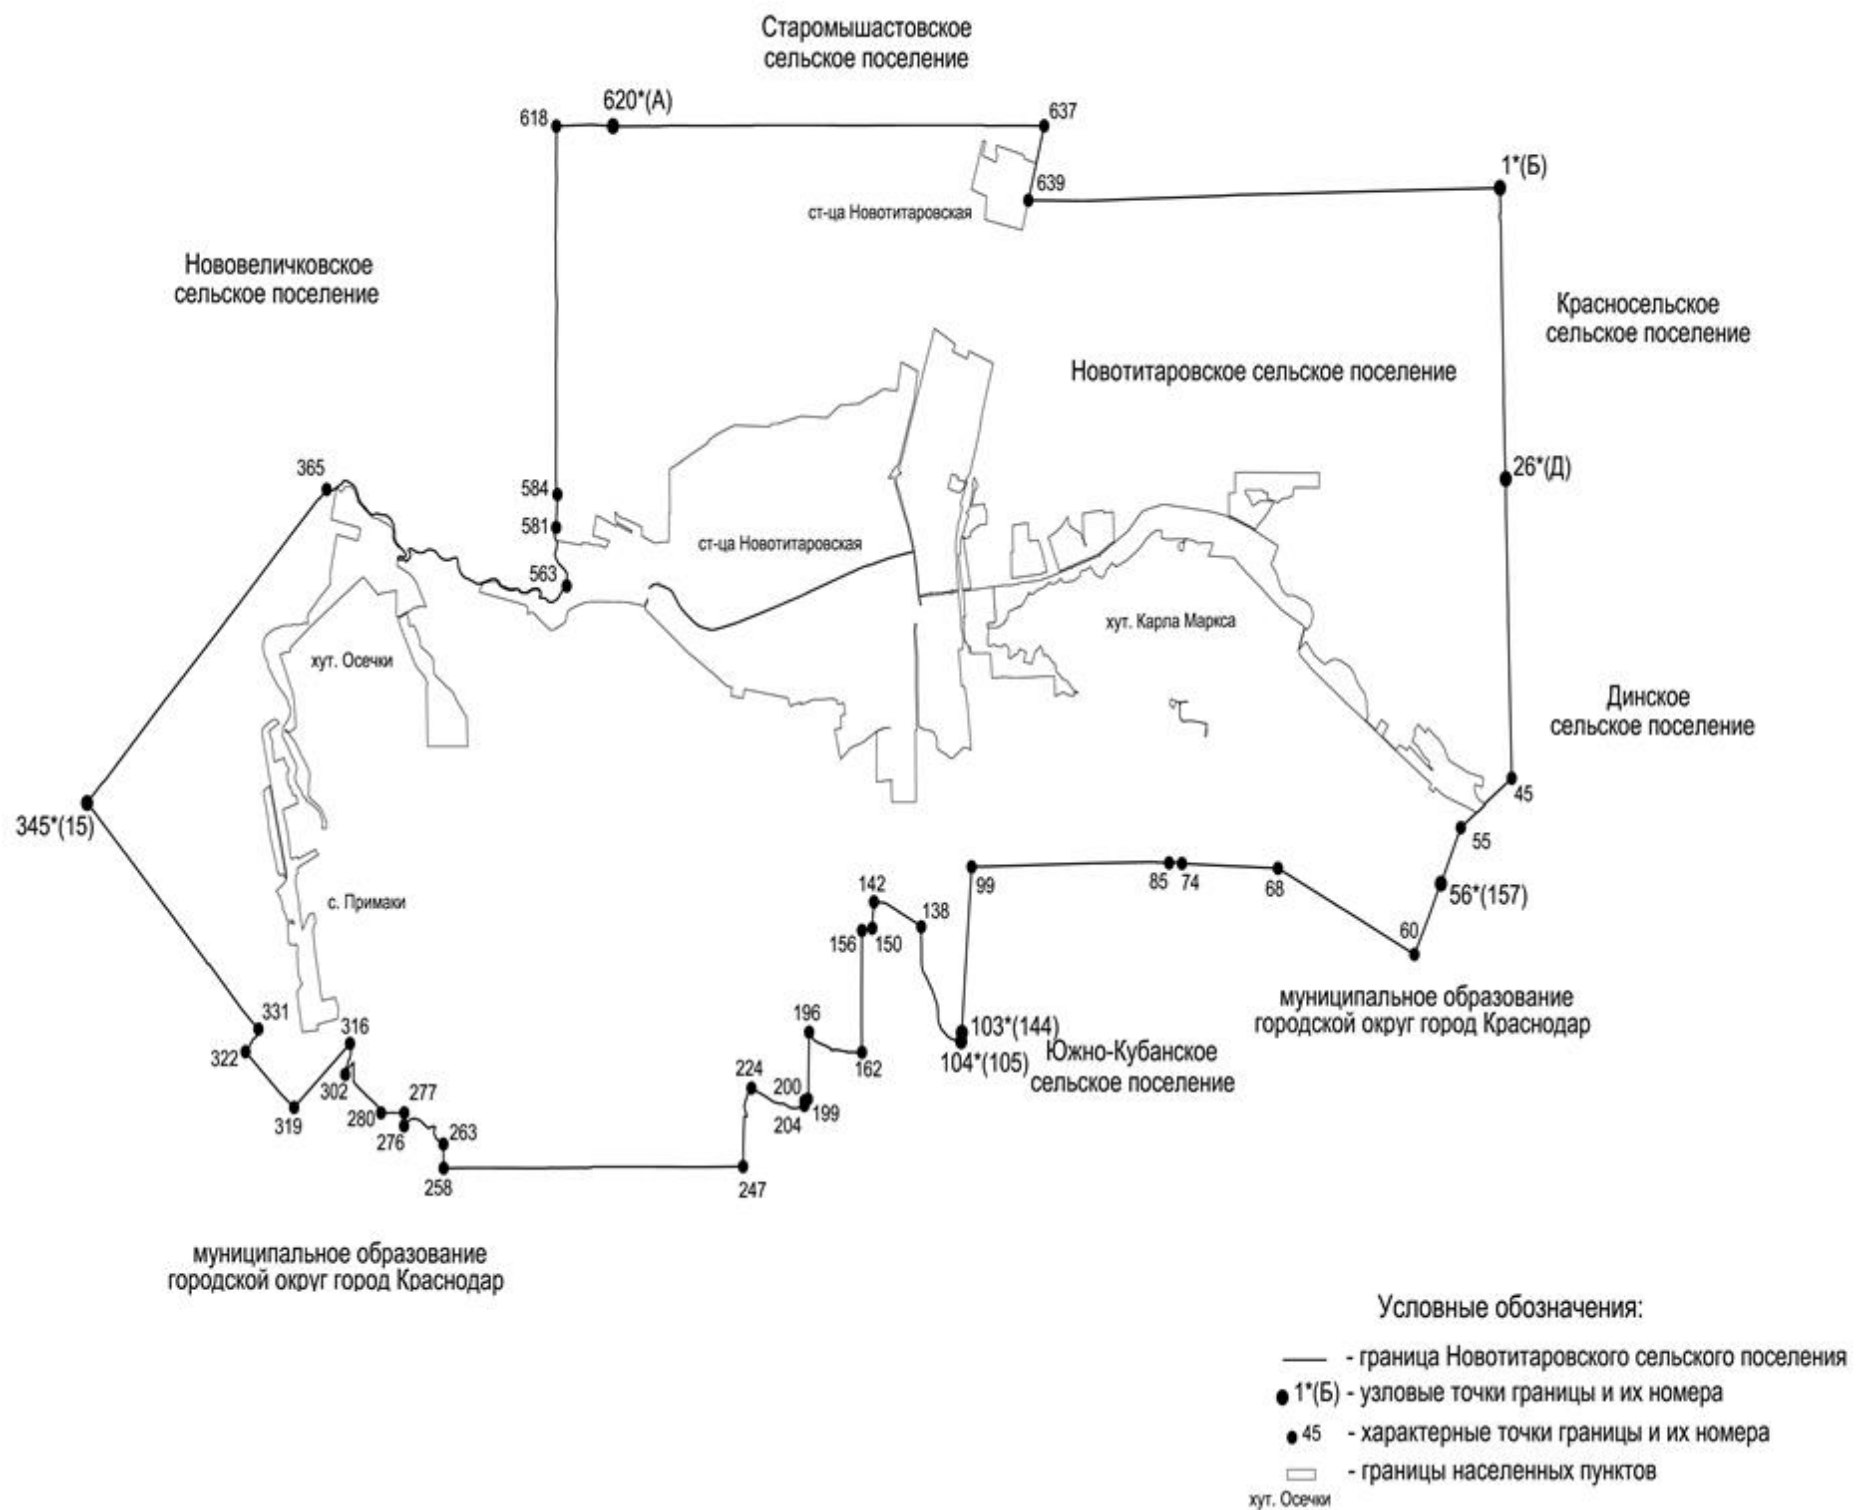 Старомышастовское
сельское поселение
618
620*(А)
637
1*(Б)
639
ст-ца Новотитаровская
Нововеличковское
сельское поселение
Красносельское
сельское поселение
Новотитаровское сельское поселение
365
584
26*(Д)
581
ст-ца Новотитаровская
563
хут. Карла Маркса
хут. Осечки
Динское
сельское поселение
45
345*(15)
55
99
85
74
68
56*(157)
142
с. Примаки
138
60
156
150
муниципальное образование
городской округ город Краснодар
331
316
196
103*(144)
322
162
104*(105)
Южно-Кубанское
сельское поселение
302
224
200
277
280
199
319
204
276
263
258
247
муниципальное образование
городской округ город Краснодар
Условные обозначения:
- граница Новотитаровского сельского поселения
1*(Б) - узловые точки границы и их номера
45 - характерные точки границы и их номера
- границы населенных пунктов
хут. Осечки